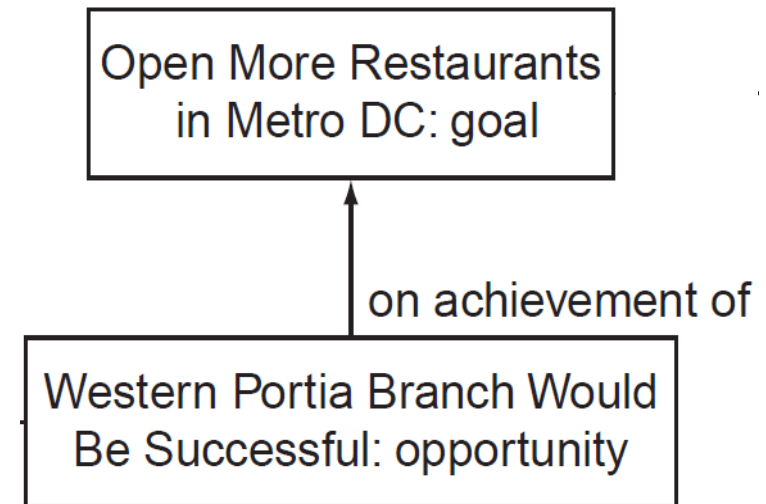 Open More Restaurants
in Metro DC: goal
on achievement of
Western Portia Branch Would
Be Successful: opportunity